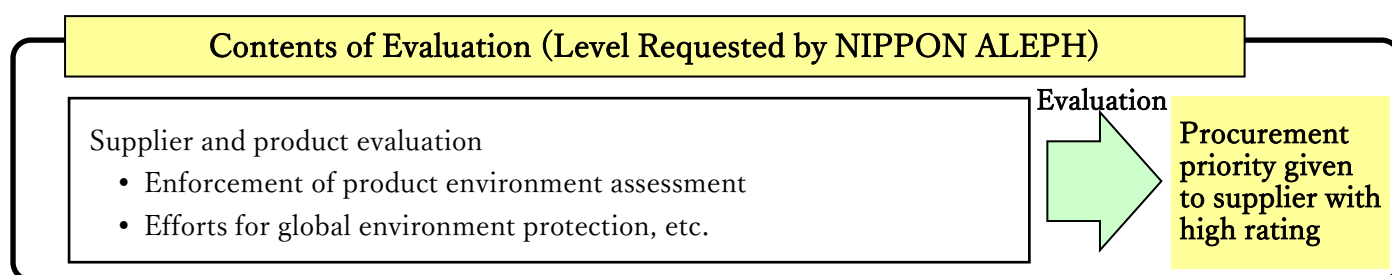 Contents of Evaluation (Level Requested by NIPPON ALEPH)
Supplier and product evaluation
• Enforcement of product environment assessment
• Efforts for global environment protection, etc.
Evaluation
Procurement
priority given
to supplier with
high rating